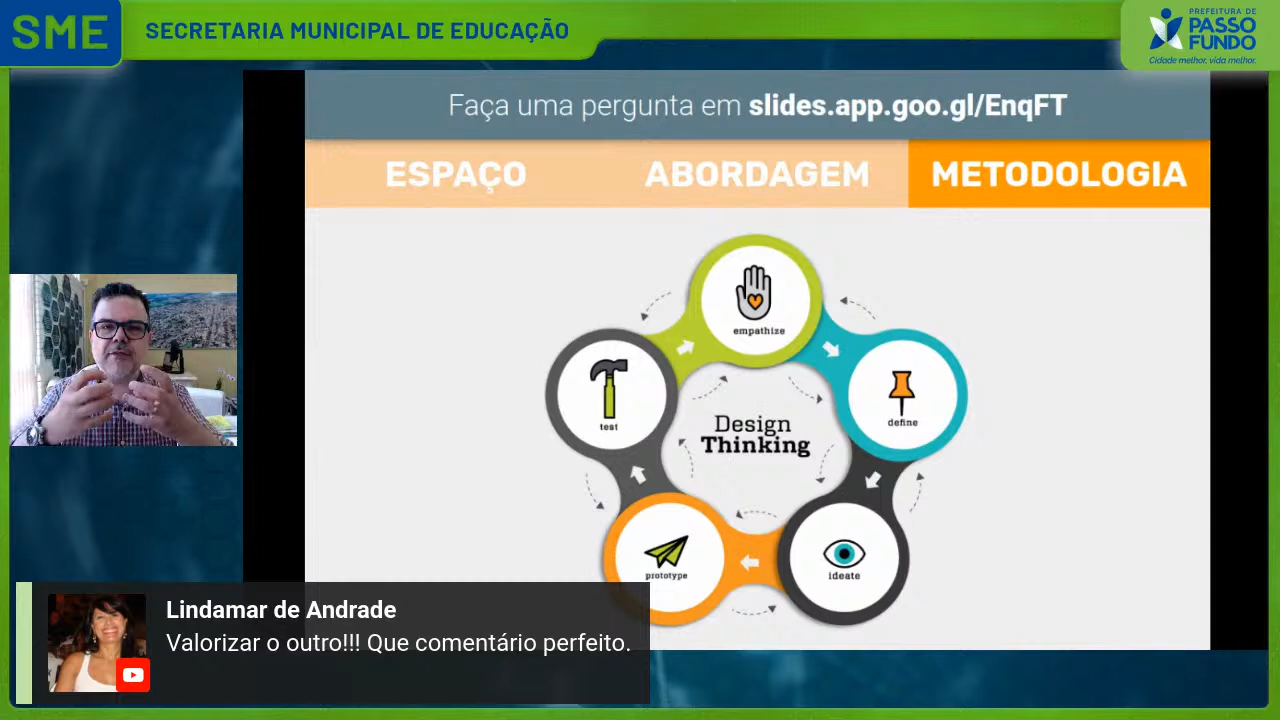 SME
SECRETARIA MUNICIPAL DE EDUCAÇÃO
PREFEITURA DE
PASSO
FUNDO
Cidade melhor, vida melhor.
Faça uma pergunta em slides.app.goo.gl/EnqFT
ESPAÇO
ABORDAGEM
METODOLOGIA
empathize
test
define
Design
Thinking
prototype
ideate
Lindamar de Andrade
Valorizar o outro!!! Que comentário perfeito.